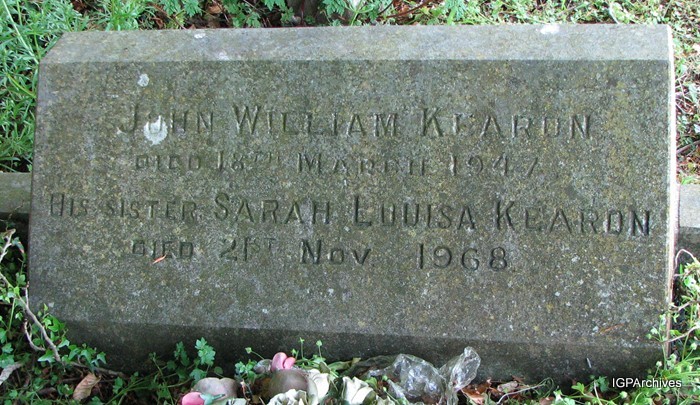 JOHN WILLIAM KEARON
DIED 18TH MARCH 1947
HIS SISTER SARAH LOUISA KEARON
DIED 21ST NOV 1968
IGPArchives